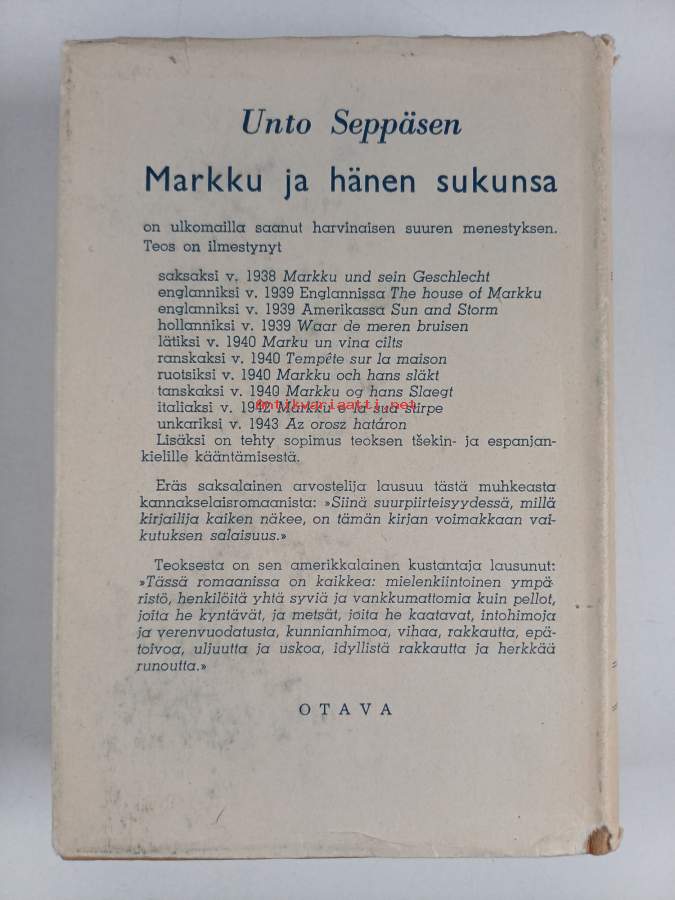 Unto Seppäsen
Markku ja hänen sukunsa
on ulkomailla saanut harvinaisen suuren menestyksen.
Teos on ilmestynyt
saksaksi v. 1938 Markku und sein Geschlecht
englanniksi v. 1939 Englannissa The house of Markku
englanniksi v. 1939 Amerikassa Sun and Storm
hollanniksi v. 1939 Waar de meren bruisen
lätiksi v. 1940 Marku un vina cilts
ranskaksi v. 1940 Tempête sur la maison
ruotsiksi v. 1940 Markku och hans släkt
tanskaksi v. 1940 Markku og hans Slaegt
italiaksi v. 1942 Markku e la sua stirpe
antikvariaatti.net
unkariksi v. 1943 Az orosz határon
Lisäksi on tehty sopimus teoksen tšekin- ja espanjan-
kielille kääntämisestä.
Eräs saksalainen arvostelija lausuu tästä muhkeasta
kannakselaisromaanista: »Siinä suurpiirteisyydessä, millä
kirjailija kaiken näkee, on tämän kirjan voimakkaan vai-
kutuksen salaisuus.»
Teoksesta on sen amerikkalainen kustantaja lausunut:
»Tässä romaanissa on kaikkea: mielenkiintoinen ympä
ristö, henkilöitä yhtä syviä ja vankkumattomia kuin pellot,
joita he kyntävät, ja metsät, joita he kaatavat, intohimoja
ja verenvuodatusta, kunnianhimoa, vihaa, rakkautta, epä-
toivoa, uljuutta ja uskoa, idyllistä rakkautta ja herkkää
runoutta.»
OTAVA